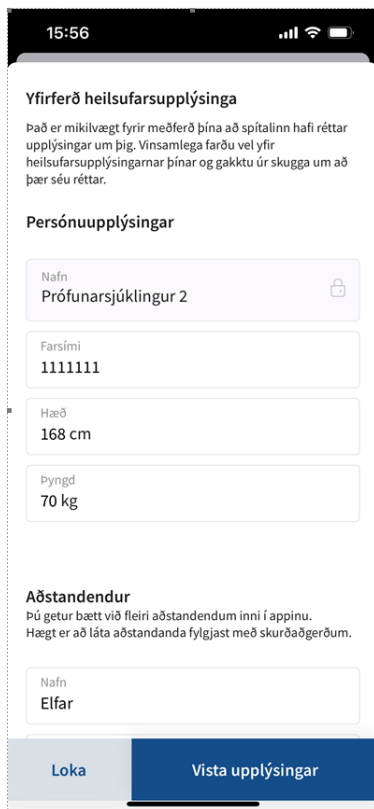 15:56
Yfirferð heilsufarsupplýsinga
Það er mikilvægt fyrir meðferð þína að spítalinn hafi réttar
upplýsingar um þig. Vinsamlega farðu vel yfir
heilsufarsupplýsingarnar þínar og gakktu úr skugga um að
þær séu réttar.
Persónuupplýsingar
Nafn
Prófunarsjúklingur 2
Farsími
1111111
Hæð
168 cm
Þyngd
70 kg
Aðstandendur
Þú getur bætt við fleiri aðstandendum inni í appinu.
Hægt er að láta aðstandanda fylgjast með skurðaðgerðum.
Nafn
Elfar
Loka
Vista upplýsingar